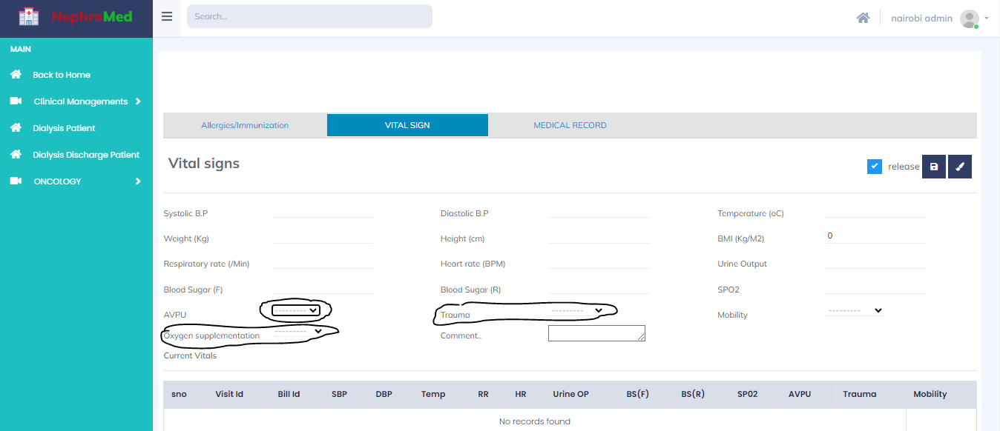 NephroMed
Search...
nairobi admin
MAIN
Back to Home
Clinical Managements
Dialysis Patient
Dialysis Discharge Patient
ONCOLOGY
Allergies/Immunization VITAL SIGN MEDICAL RECORD
Vital signs
release
Systolic B.P Diastolic B.P Temperature (oC)
Weight (Kg) Height (cm) BMI (Kg/M2) 0
Respiratory rate (/Min) Heart rate (BPM) Urine Output
Blood Sugar (F) Blood Sugar (R) SPO2
AVPU --------- Trauma --------- Mobility ---------
Oxygen supplementation --------- Comment..
Current Vitals
sno Visit Id Bill Id SBP DBP Temp RR HR Urine OP BS(F) BS(R) SP02 AVPU Trauma Mobility
No records found